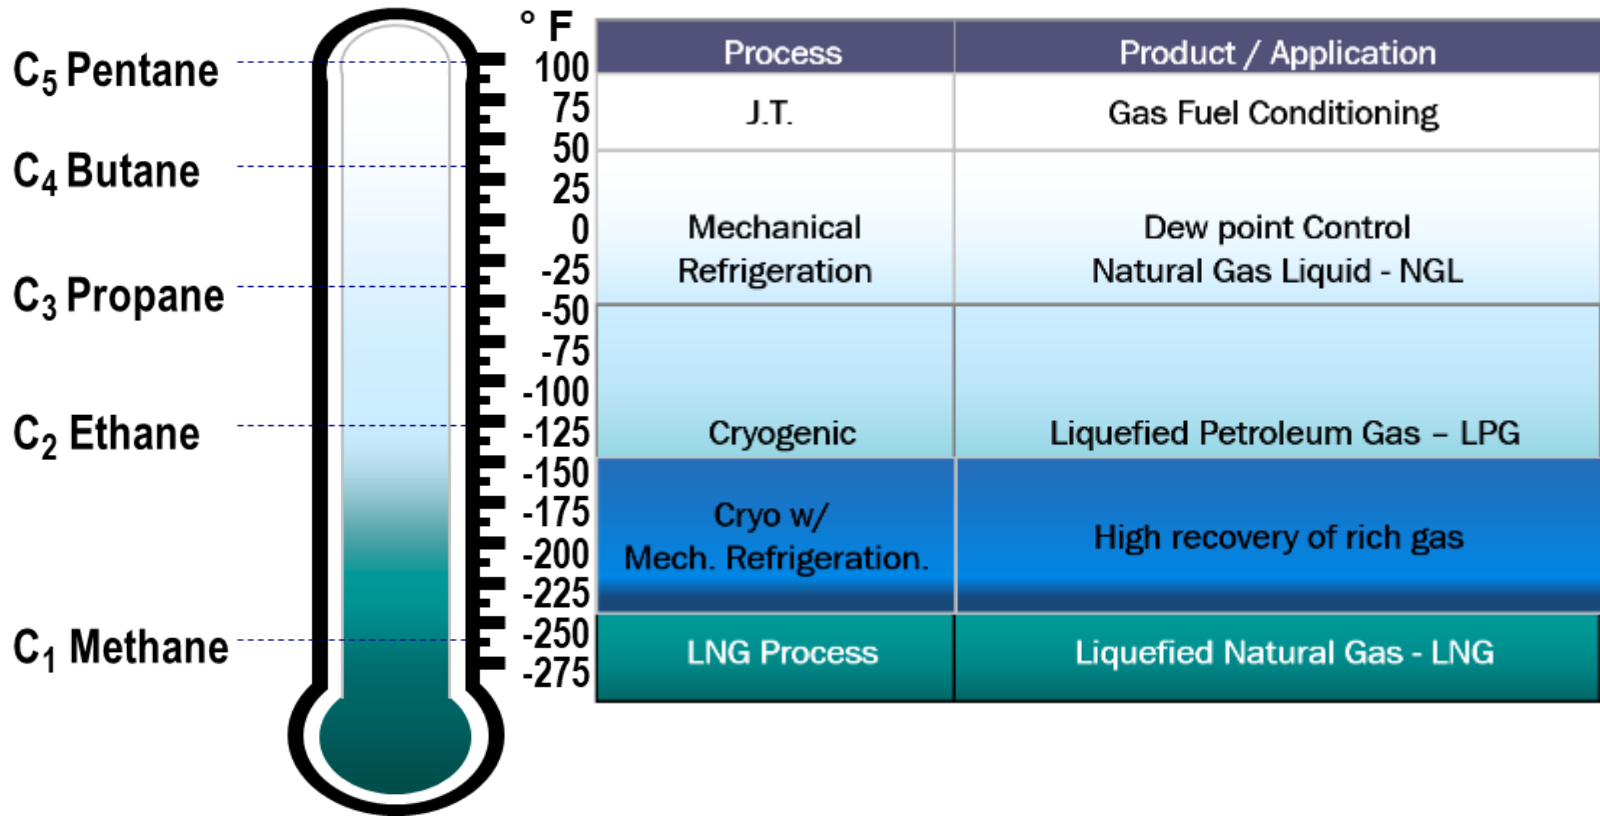 C5 Pentane
C4 Butane
C3 Propane
C2 Ethane
C1 Methane
° F
100
75
50
25
0
-25
-50
-75
-100
-125
-150
-175
-200
-225
-250
-275
Process
Product / Application
J.T.
Gas Fuel Conditioning
Mechanical
Refrigeration
Dew point Control
Natural Gas Liquid - NGL
Cryogenic
Liquefied Petroleum Gas – LPG
Cryo w/
Mech. Refrigeration.
High recovery of rich gas
LNG Process
Liquefied Natural Gas - LNG